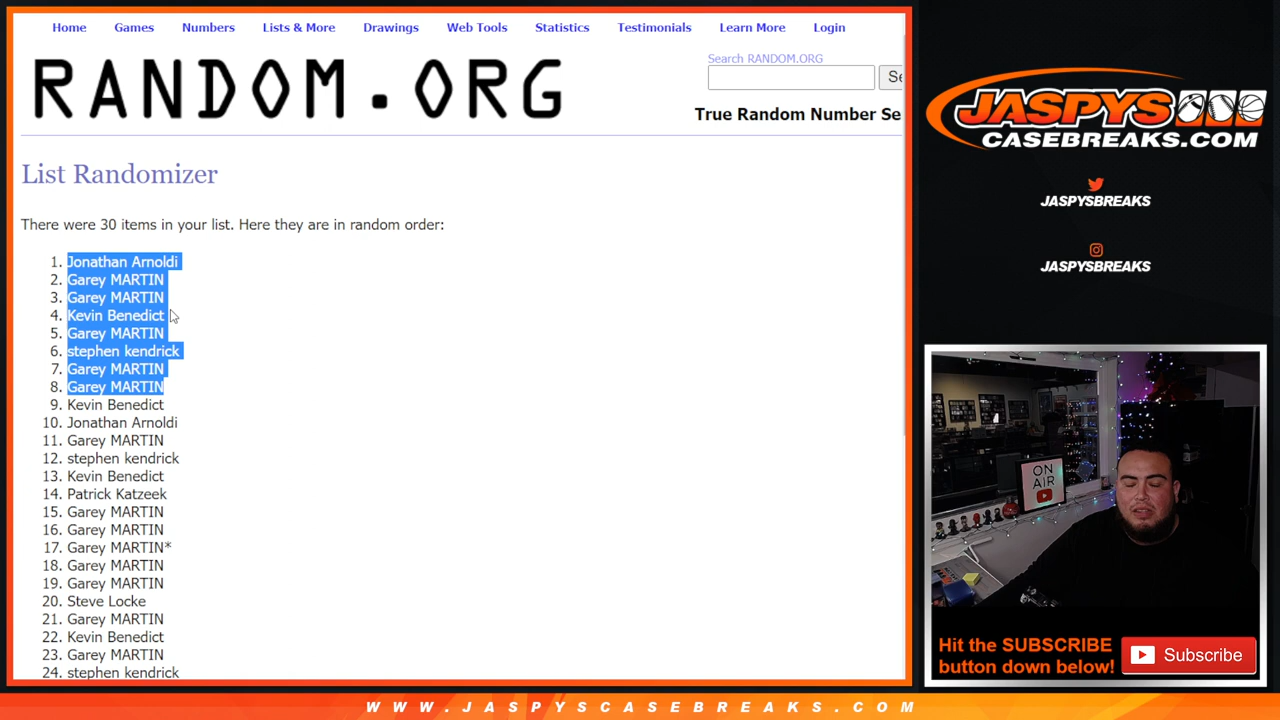 Home Games Numbers Lists & More Drawings Web Tools Statistics Testimonials Learn More Login
RANDOM.ORG
Search RANDOM.ORG
Se
True Random Number Se
List Randomizer
There were 30 items in your list. Here they are in random order:
1. Jonathan Arnoldi
2. Garey MARTIN
3. Garey MARTIN
4. Kevin Benedict
5. Garey MARTIN
6. stephen kendrick
7. Garey MARTIN
8. Garey MARTIN
9. Kevin Benedict
10. Jonathan Arnoldi
11. Garey MARTIN
12. stephen kendrick
13. Kevin Benedict
14. Patrick Katzeek
15. Garey MARTIN
16. Garey MARTIN
17. Garey MARTIN*
18. Garey MARTIN
19. Garey MARTIN
20. Steve Locke
21. Garey MARTIN
22. Kevin Benedict
23. Garey MARTIN
24. stephen kendrick
JASPYS
CASEBREAKS.COM
JASPYSBREAKS
JASPYSBREAKS
ON
AIR
Hit the SUBSCRIBE
button down below!
Subscribe
WWW.JASPYSCASEBREAKS.COM